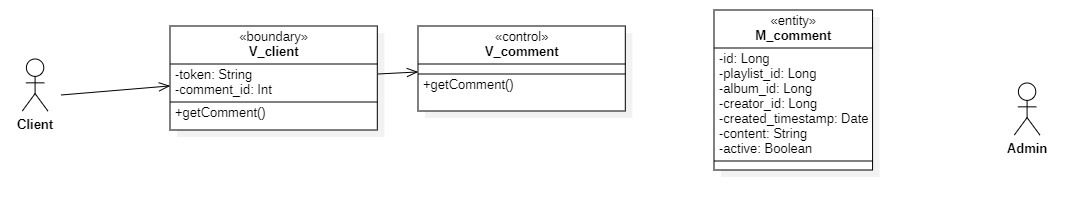 Client
«boundary»
V_client
-token: String
-comment_id: Int
+getComment()
«control»
V_comment
+getComment()
«entity»
M_comment
-id: Long
-playlist_id: Long
-album_id: Long
-creator_id: Long
-created_timestamp: Date
-content: String
-active: Boolean
Admin